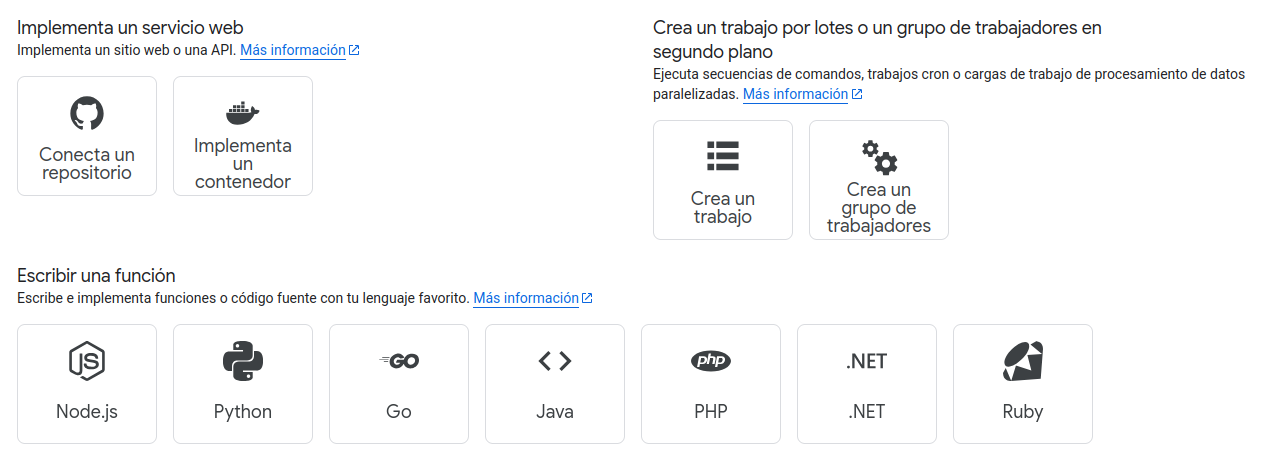 Implementa un servicio web
Implementa un sitio web o una API. Más información
Conecta un
repositorio
Implementa
un
contenedor
Crea un trabajo por lotes o un grupo de trabajadores en
segundo plano
Ejecuta secuencias de comandos, trabajos cron o cargas de trabajo de procesamiento de datos
paralelizadas. Más información
Crea un
trabajo
Crea un
grupo de
trabajadores
Escribir una función
Escribe e implementa funciones o código fuente con tu lenguaje favorito. Más información
JS
Node.js
Python
GO
Go
Java
php
PHP
.NET
.NET
Ruby